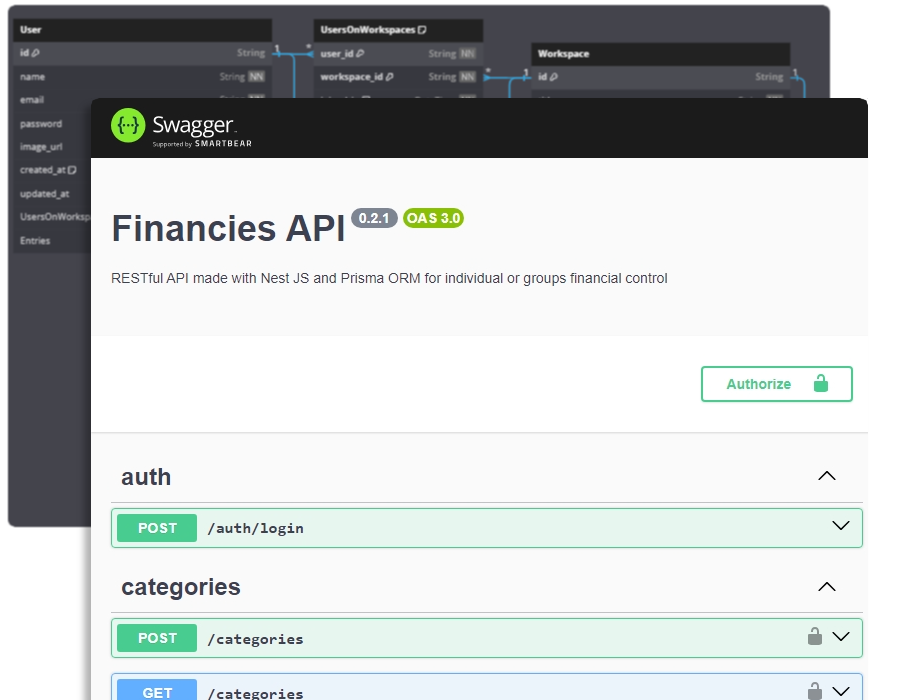 User
id String 1
name String NN
email
password
image_url
created_at
updated_at
UsersOnWorksp
Entries
UsersOnWorkspaces
* user_id String NN
workspace_id String NN *
Workspace
1 id String 1
Swagger
Supported by SMARTBEAR
Financies API 0.2.1 OAS 3.0
RESTful API made with Nest JS and Prisma ORM for individual or groups financial control
Authorize
auth
POST /auth/login
categories
POST /categories
GET /categories